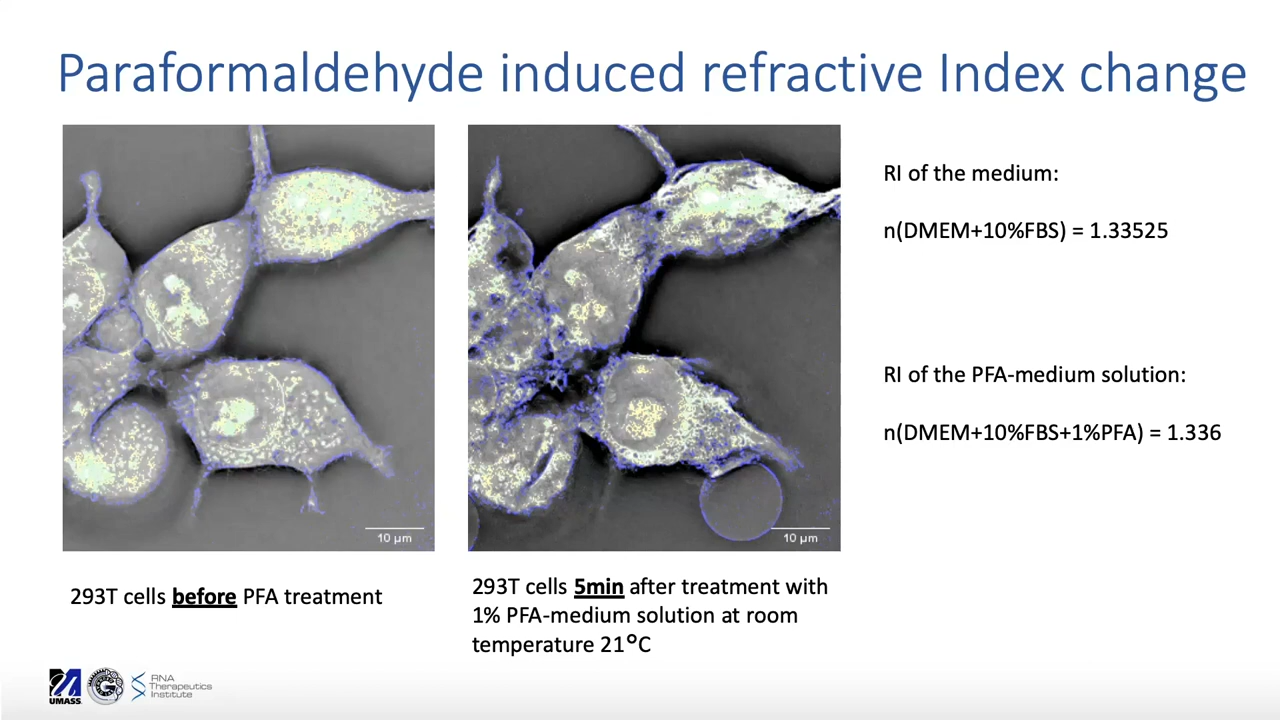 Paraformaldehyde induced refractive Index change
RI of the medium:
n(DMEM+10%FBS) = 1.33525
RI of the PFA-medium solution:
n(DMEM+10%FBS+1%PFA) = 1.336
10 µm
10 µm
293T cells before PFA treatment
293T cells 5min after treatment with
1% PFA-medium solution at room
temperature 21°C
UMASS
RNA
Therapeutics
Institute